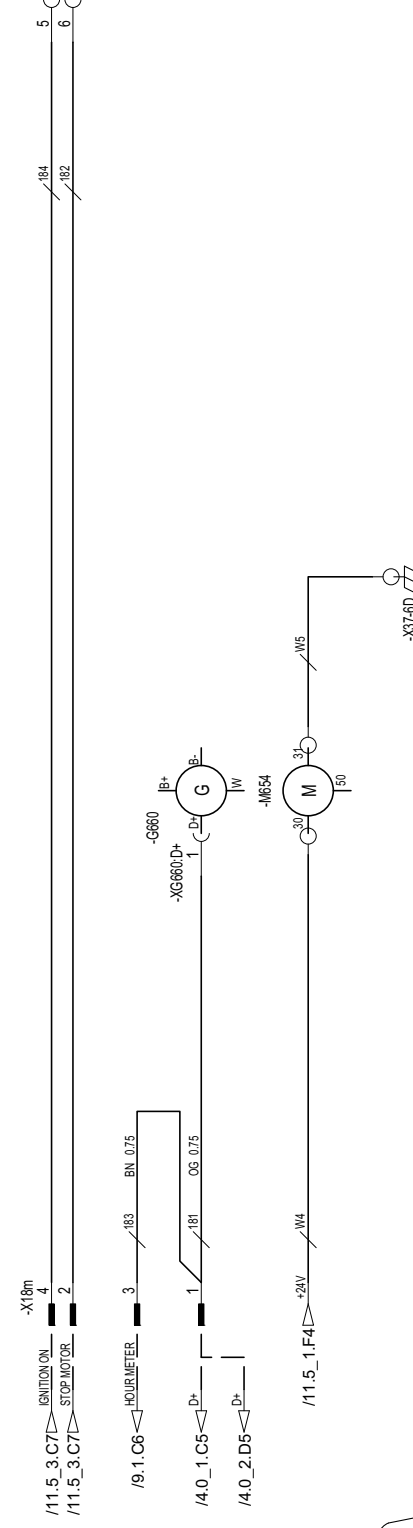 5
6
184
182
-X18m
4
2
IGNITION ON
STOP MOTOR
/11.5_3.C7
/11.5_3.C7
-G660
B+
B-
G
D+
W
-XG660:D+
1
BN 0.75
OG 0.75
183
181
3
1
HOUR METER
/9.1.C6
D+
/4.0_1.C5
D+
/4.0_2.D5
-M654
31
M
50
30
W5
-X37-6D
W4
+24V
/11.5_1.F4